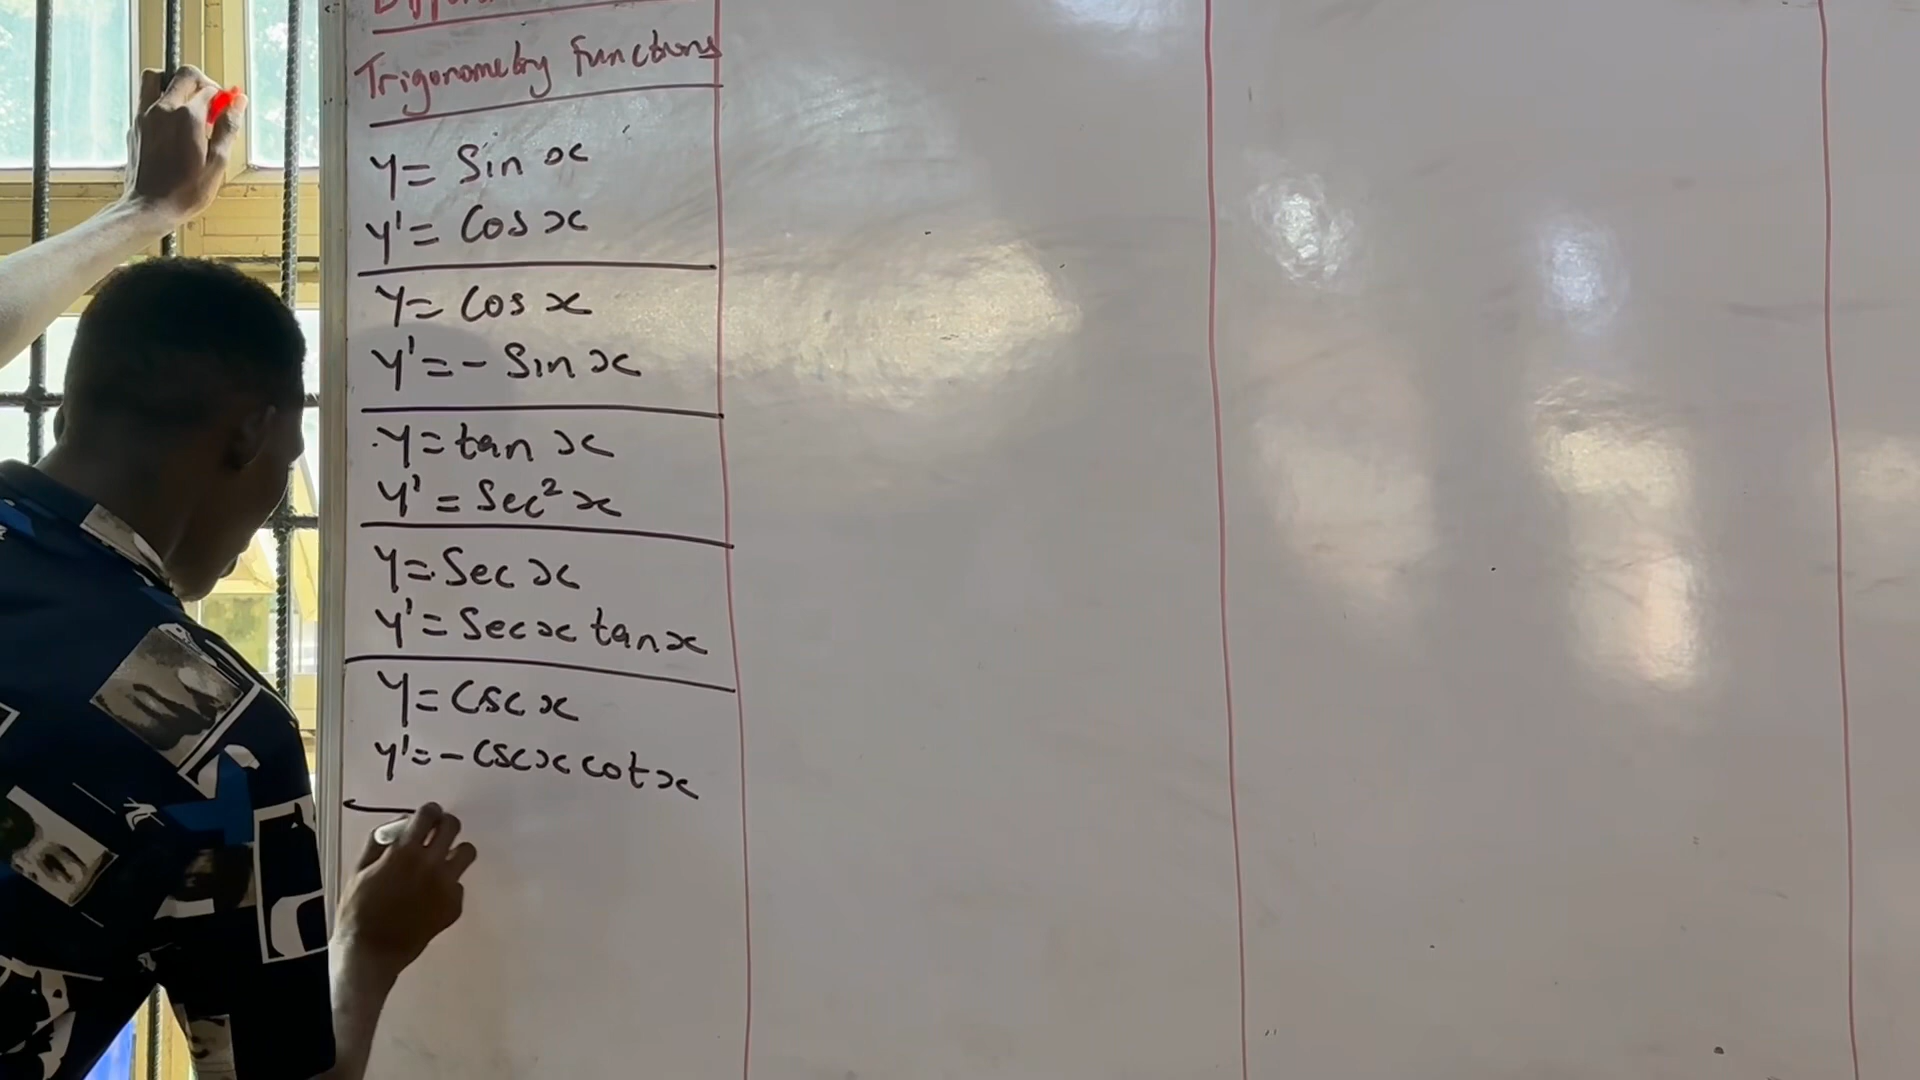 Trigonometry Functions
y = Sin x
y' = Cos x
y = Cos x
y' = - Sin x
y = tan x
y' = Sec² x
y = Sec x
y' = Sec x tan x
y = Csc x
y' = - Csc x cot x